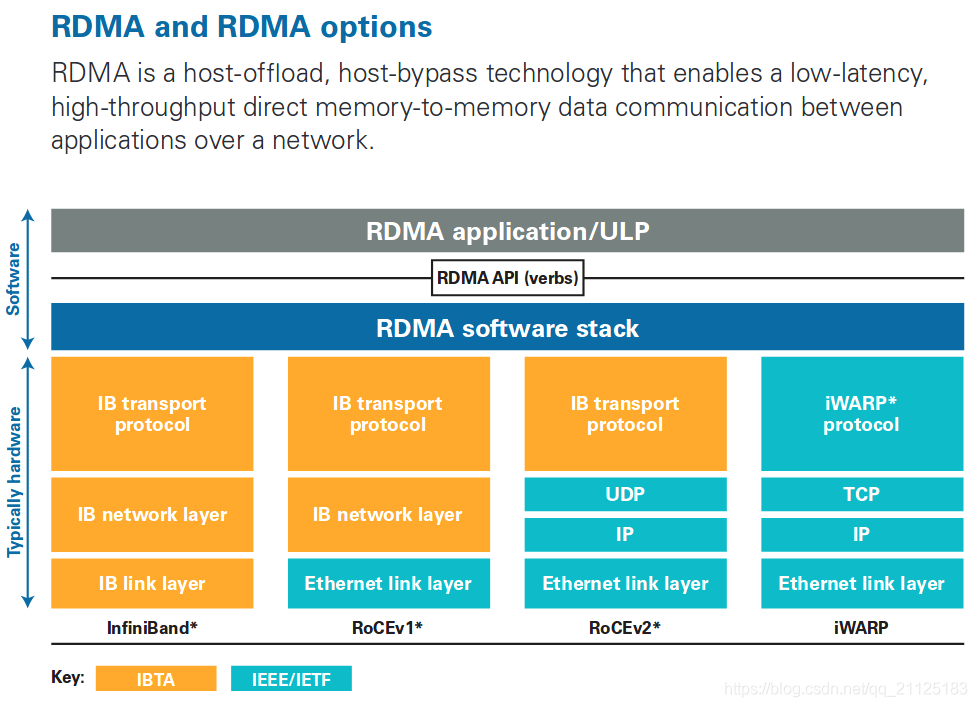 RDMA and RDMA options
RDMA is a host-offload, host-bypass technology that enables a low-latency,
high-throughput direct memory-to-memory data communication between
applications over a network.
Software
RDMA application/ULP
RDMA API (verbs)
RDMA software stack
Typically hardware
IB transport
protocol
IB network layer
IB link layer
InfiniBand*
IB transport
protocol
IB network layer
Ethernet link layer
RoCEv1*
IB transport
protocol
UDP
IP
Ethernet link layer
RoCEv2*
iWARP*
protocol
TCP
IP
Ethernet link layer
iWARP
Key:
IBTA
IEEE/IETF
https://blog.csdn.net/qq_21125183